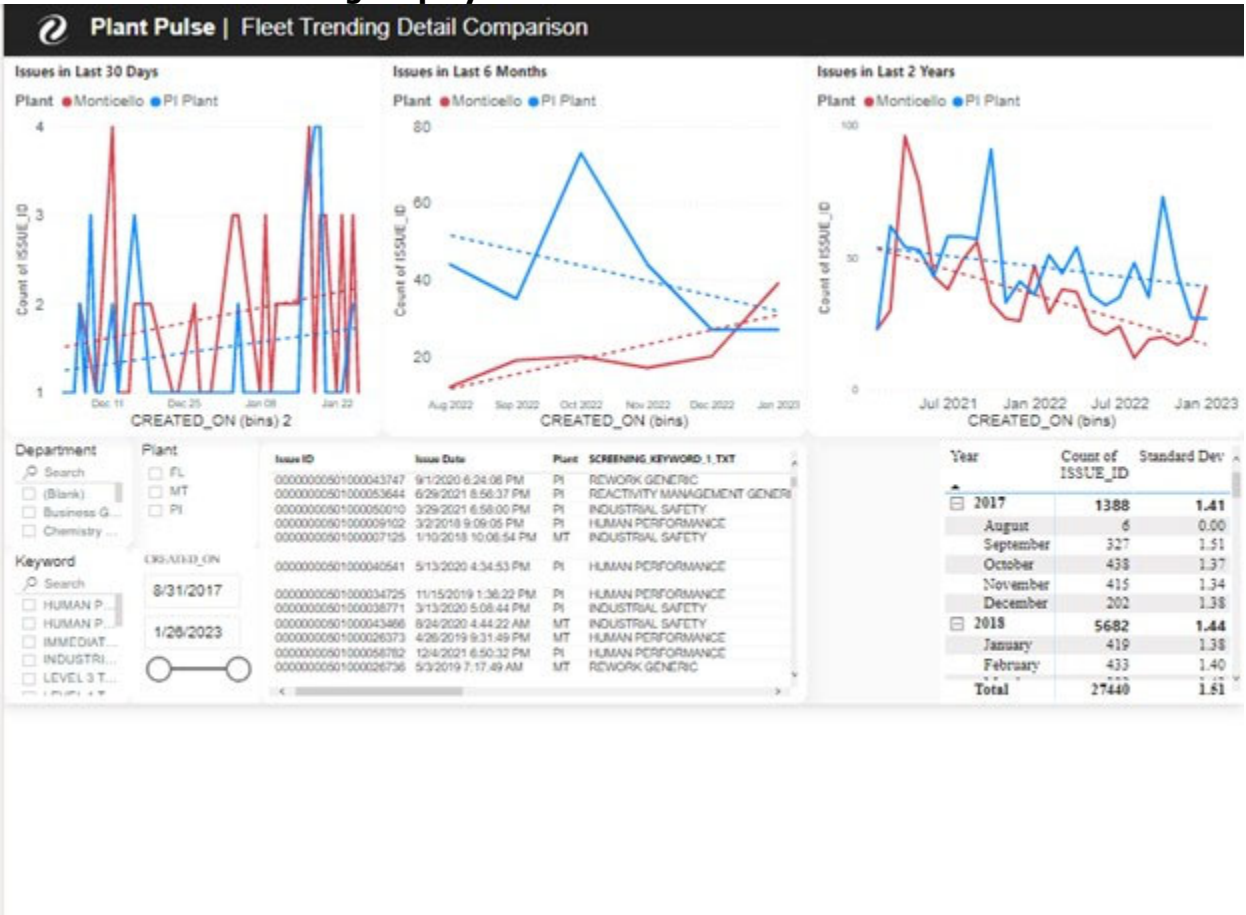 Plant Pulse | Fleet Trending Detail Comparison
Issues in Last 30 Days
Plant Monticello PI Plant
4
3
2
1
Count of ISSUE_ID
Dec 11 Dec 25 Jan 08 Jan 22
CREATED_ON (bins) 2
Issues in Last 6 Months
Plant Monticello PI Plant
80
60
40
20
Count of ISSUE_ID
Aug 2022 Sep 2022 Oct 2022 Nov 2022 Dec 2022 Jan 2023
CREATED_ON (bins)
Issues in Last 2 Years
Plant Monticello PI Plant
100
50
0
Count of ISSUE_ID
Jul 2021 Jan 2022 Jul 2022 Jan 2023
CREATED_ON (bins)
Department
Search
(Blank)
Business G...
Chemistry ...
Plant
FL
MT
PI
Keyword
Search
HUMAN P...
HUMAN P...
IMMEDIAT...
INDUSTRI...
LEVEL 3 T...
CREATED_ON
8/31/2017
1/26/2023
Issue ID Issue Date Plant SCREENING_KEYWORD_1_TXT
00000000501000043747 9/1/2020 6:24:06 PM PI REWORK GENERIC
00000000501000053644 6/29/2021 8:56:37 PM PI REACTIVITY MANAGEMENT GENERI
00000000501000050010 3/29/2021 6:58:00 PM PI INDUSTRIAL SAFETY
00000000501000009102 3/2/2018 9:09:05 PM PI HUMAN PERFORMANCE
00000000501000007125 1/10/2018 10:06:54 PM MT INDUSTRIAL SAFETY
00000000501000040541 5/13/2020 4:34:53 PM PI HUMAN PERFORMANCE
00000000501000034725 11/15/2019 1:36:22 PM PI HUMAN PERFORMANCE
00000000501000038771 3/13/2020 5:08:44 PM PI INDUSTRIAL SAFETY
00000000501000043466 8/24/2020 4:44:22 AM MT INDUSTRIAL SAFETY
00000000501000026373 4/26/2019 9:31:49 PM MT HUMAN PERFORMANCE
00000000501000058782 12/4/2021 6:50:32 PM PI HUMAN PERFORMANCE
00000000501000026736 5/3/2019 7:17:49 AM MT REWORK GENERIC
Year Count of ISSUE_ID Standard Dev
2017 1388 1.41
August 6 0.00
September 327 1.51
October 438 1.37
November 415 1.34
December 202 1.38
2018 5682 1.44
January 419 1.38
February 433 1.40
Total 27440 1.51